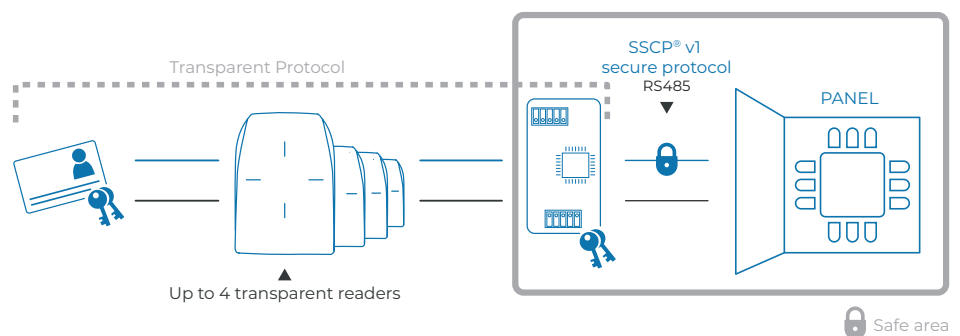 Transparent Protocol
SSCP® v1
secure protocol
RS485
PANEL
Up to 4 transparent readers
Safe area